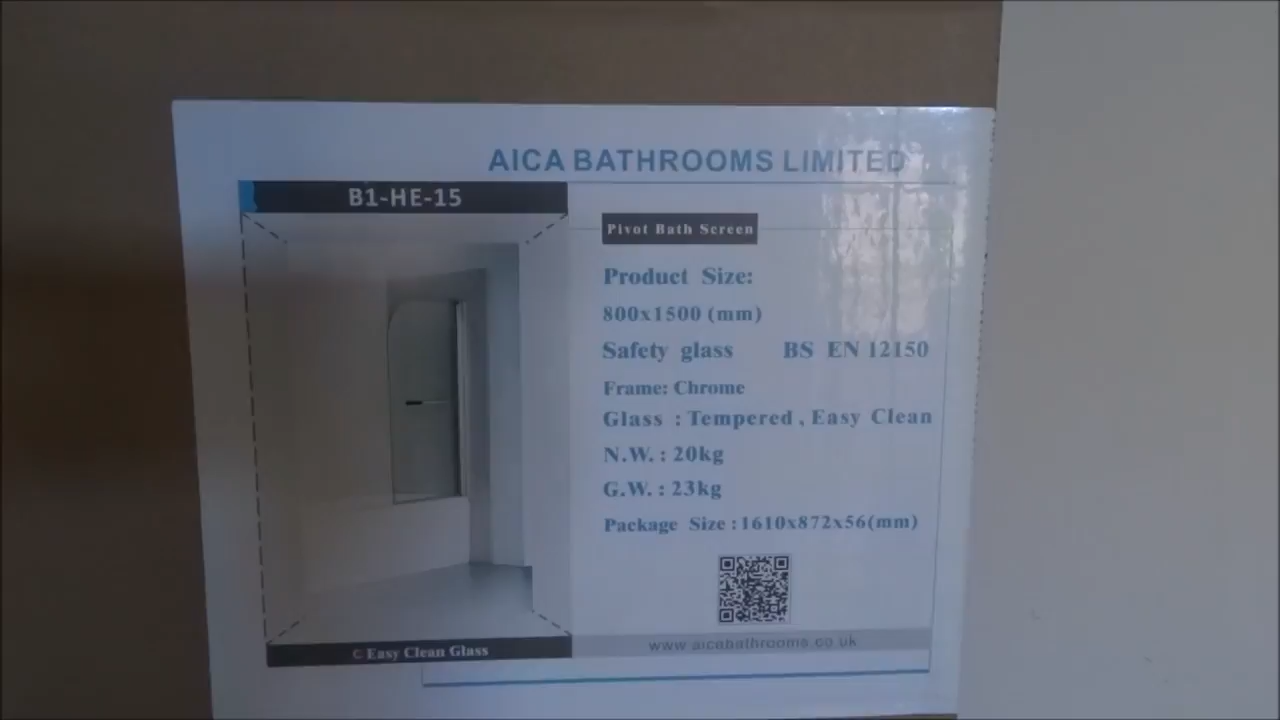 AICA BATHROOMS LIMITED
B1-HE-15
Pivot Bath Screen
Product Size:
800x1500 (mm)
Safety glass BS EN 12150
Frame: Chrome
Glass : Tempered , Easy Clean
N.W. : 20kg
G.W. : 23kg
Package Size : 1610x872x56(mm)
www.aicabathrooms.co.uk
© Easy Clean Glass